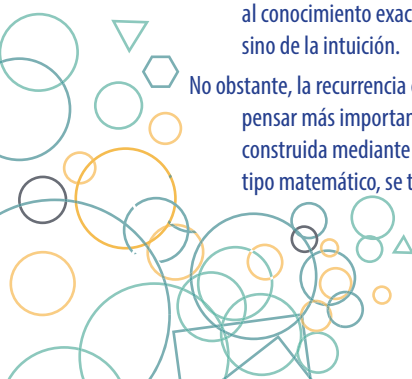 al conocimiento exac
sino de la intuición.
No obstante, la recurrencia
pensar más importan
construida mediante
tipo matemático, se t